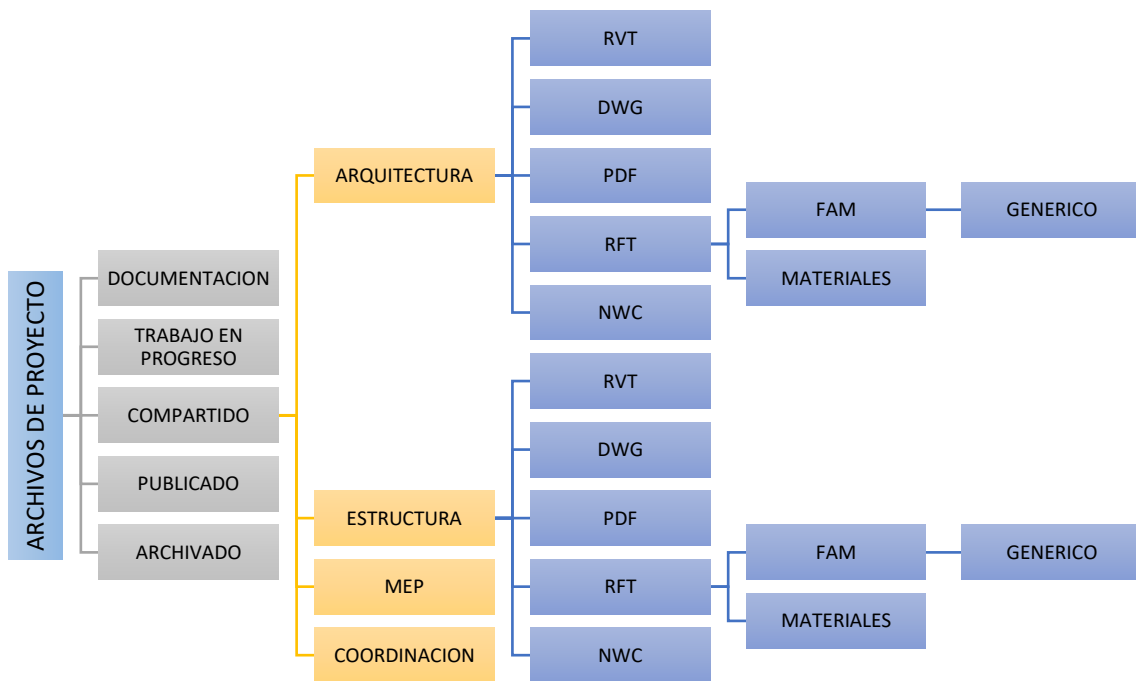 ARCHIVOS DE PROYECTO
DOCUMENTACION
TRABAJO EN
PROGRESO
COMPARTIDO
PUBLICADO
ARCHIVADO
ARQUITECTURA
ESTRUCTURA
MEP
COORDINACION
RVT
DWG
PDF
RFT
NWC
FAM
GENERICO
MATERIALES
RVT
DWG
PDF
RFT
NWC
FAM
GENERICO
MATERIALES